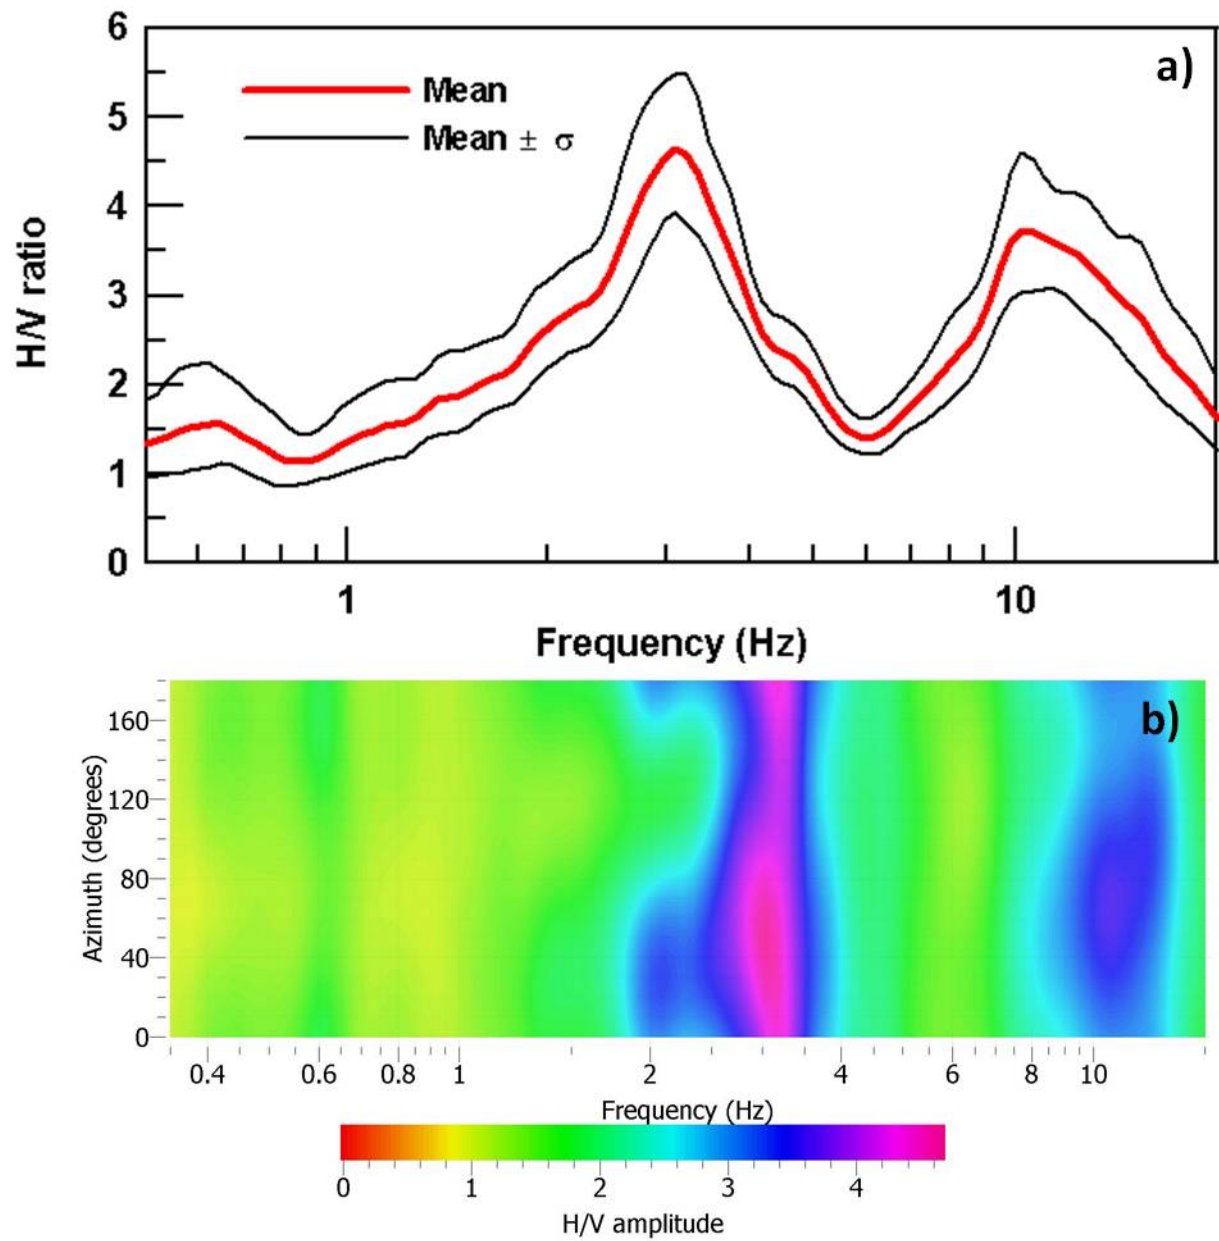 6
a)
Mean
5
Mean ± σ
4
H/V ratio
3
2
1
0
1 10
Frequency (Hz)
b)
160
120
Azimuth (degrees)
80
40
0
0.4 0.6 0.8 1 2 4 6 8 10
Frequency (Hz)
0 1 2 3 4
H/V amplitude